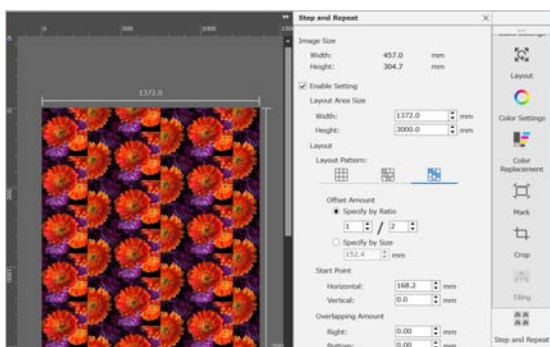 Step and Repeat
Image Size
Width: 457.0 mm
Height: 304.7 mm
Enable Setting
Layout Area Size
Width: 1372.0 mm
Height: 3000.0 mm
Layout
Layout Pattern:
Offset Amount
Specify by Ratio
1 / 2
Specify by Size
152.4 mm
Start Point
Horizontal: 168.2 mm
Vertical: 0.0 mm
Overlapping Amount
Right: 0.00 mm
Bottom: 0.00 mm
0 500 1000
1372.0
Layout
Color Settings
Color
Replacement
Mark
Crop
Tiling
Step and Repeat